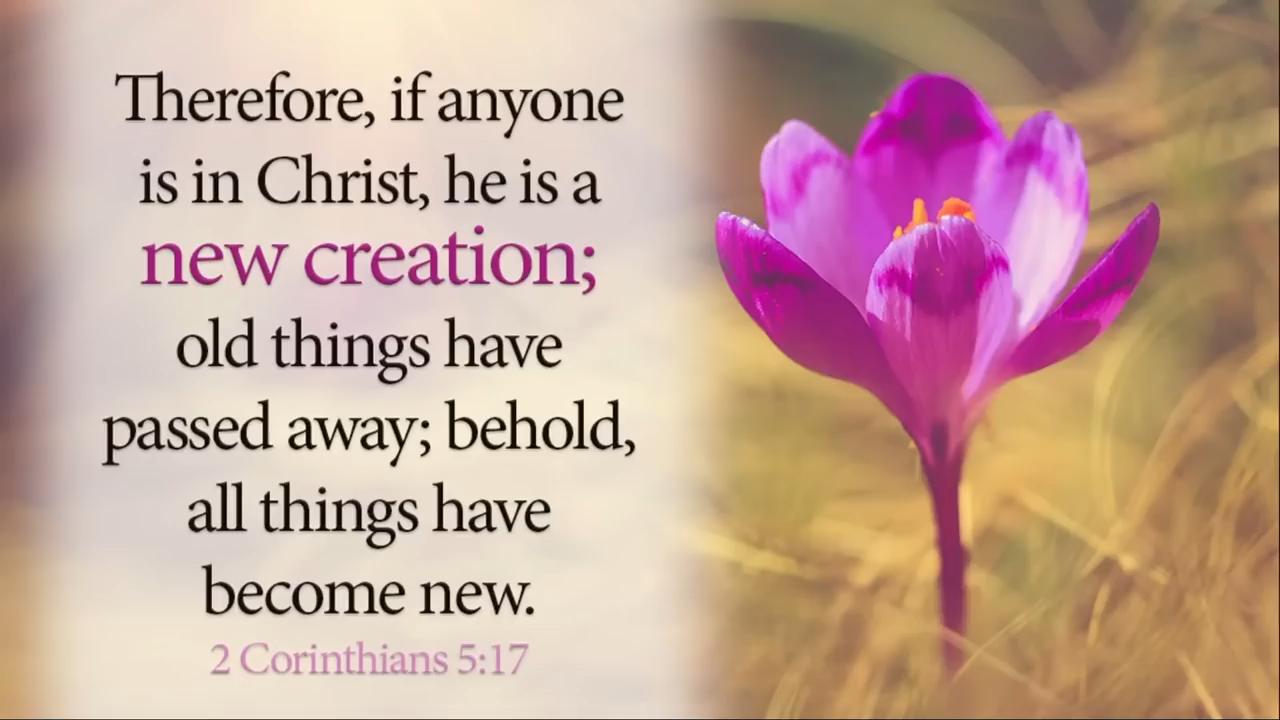 Therefore, if anyone
is in Christ, he is a
new creation;
old things have
passed away; behold,
all things have
become new.
2 Corinthians 5:17